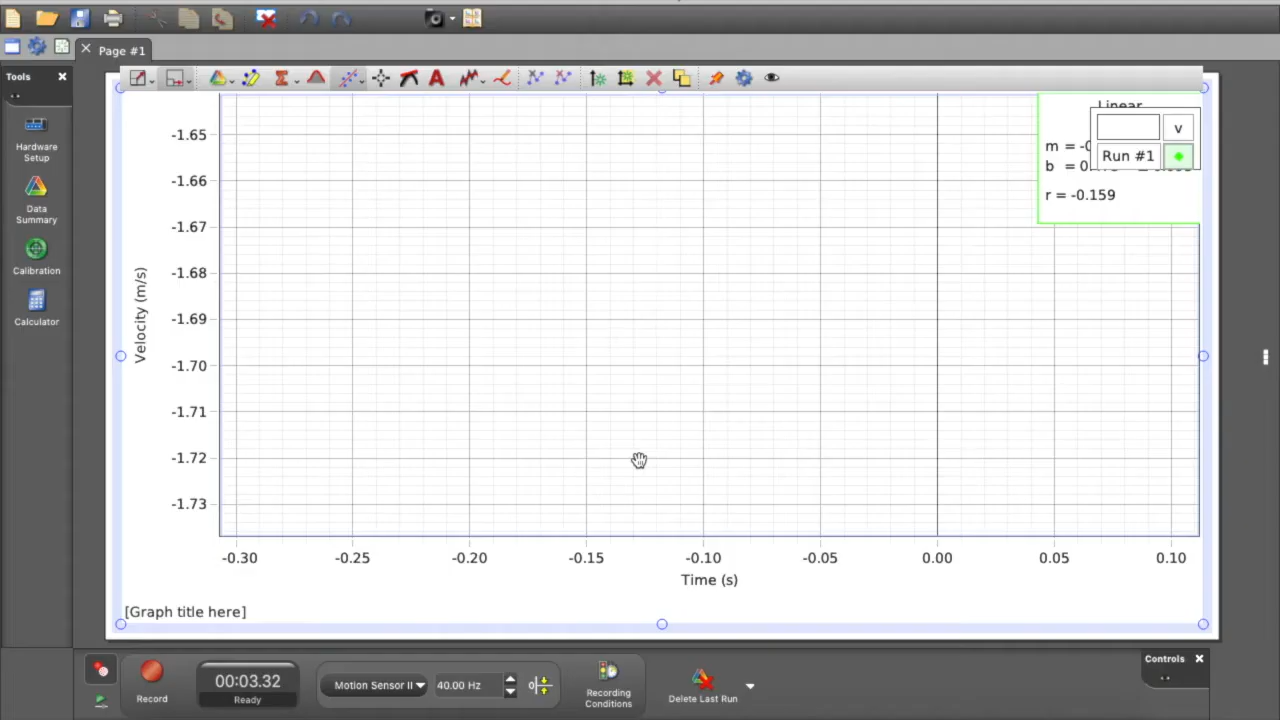 Page #1
Tools
Hardware
Setup
Data
Summary
Calibration
Calculator
Linear
v
m = -0
Run #1
b = 0.
r = -0.159
Velocity (m/s)
-1.65
-1.66
-1.67
-1.68
-1.69
-1.70
-1.71
-1.72
-1.73
-0.30 -0.25 -0.20 -0.15 -0.10 -0.05 0.00 0.05 0.10
Time (s)
[Graph title here]
Record
00:03.32
Ready
Motion Sensor II
40.00 Hz
Recording
Conditions
Delete Last Run
Controls